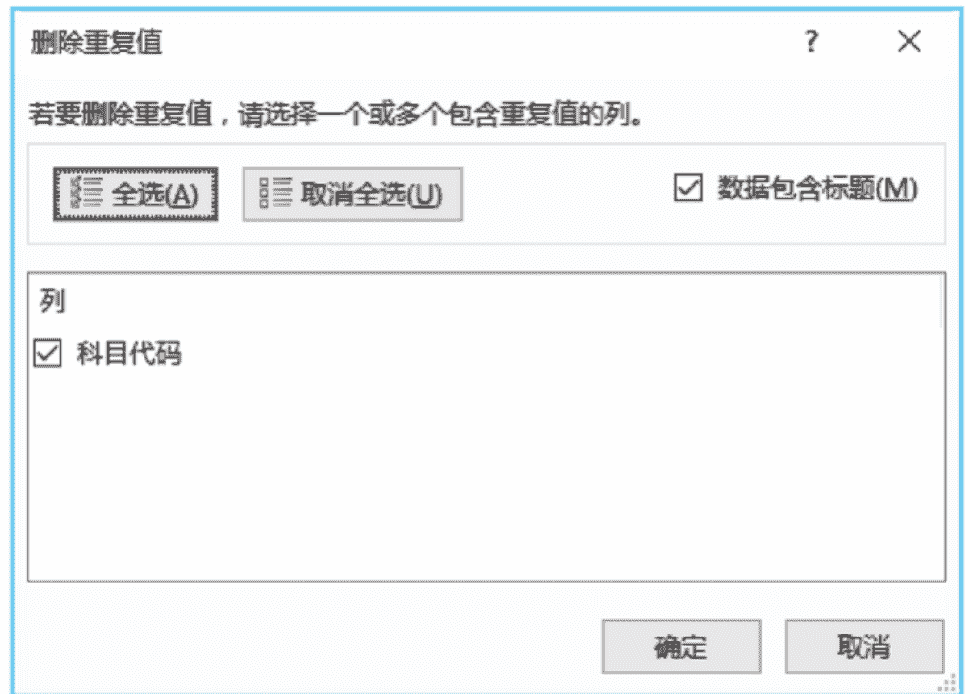 删除重复值 ?
若要删除重复值，请选择一个或多个包含重复值的列。
全选(A) 取消全选(U) 数据包含标题(M)
列
科目代码
确定 取消